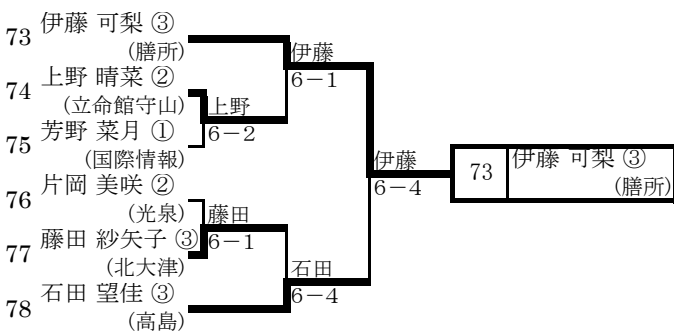 73 伊藤 可梨 ③
(膳所)
74 上野 晴菜 ②
(立命館守山)
75 芳野 菜月 ①
(国際情報)
76 片岡 美咲 ②
(光泉)
77 藤田 紗矢子 ③
(北大津)
78 石田 望佳 ③
(高島)
上野
6－2
藤田
6－1
伊藤
6－1
石田
6－4
伊藤
6－4
73 伊藤 可梨 ③
(膳所)